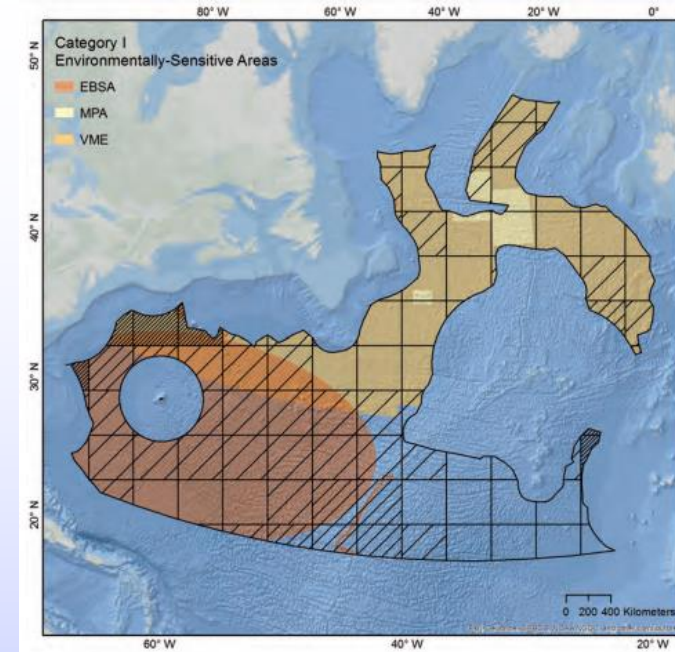 80° W 60° W 40° W 20° W 0°
50° N
40° N
30° N
20° N
Category I
Environmentally-Sensitive Areas
EBSA
MPA
VME
0 200 400 Kilometers
60° W 40° W 20° W